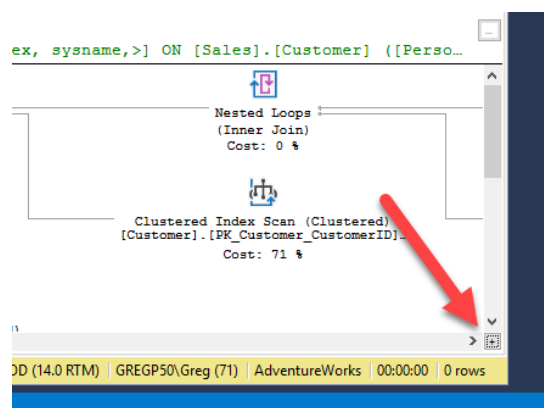 ex, sysname,>] ON [Sales].[Customer] ([Perso…
Nested Loops
(Inner Join)
Cost: 0 %
Clustered Index Scan (Clustered)
[Customer].[PK_Customer_CustomerID]…
Cost: 71 %
(14.0 RTM) GREGP50\Greg (71) AdventureWorks 00:00:00 0 rows